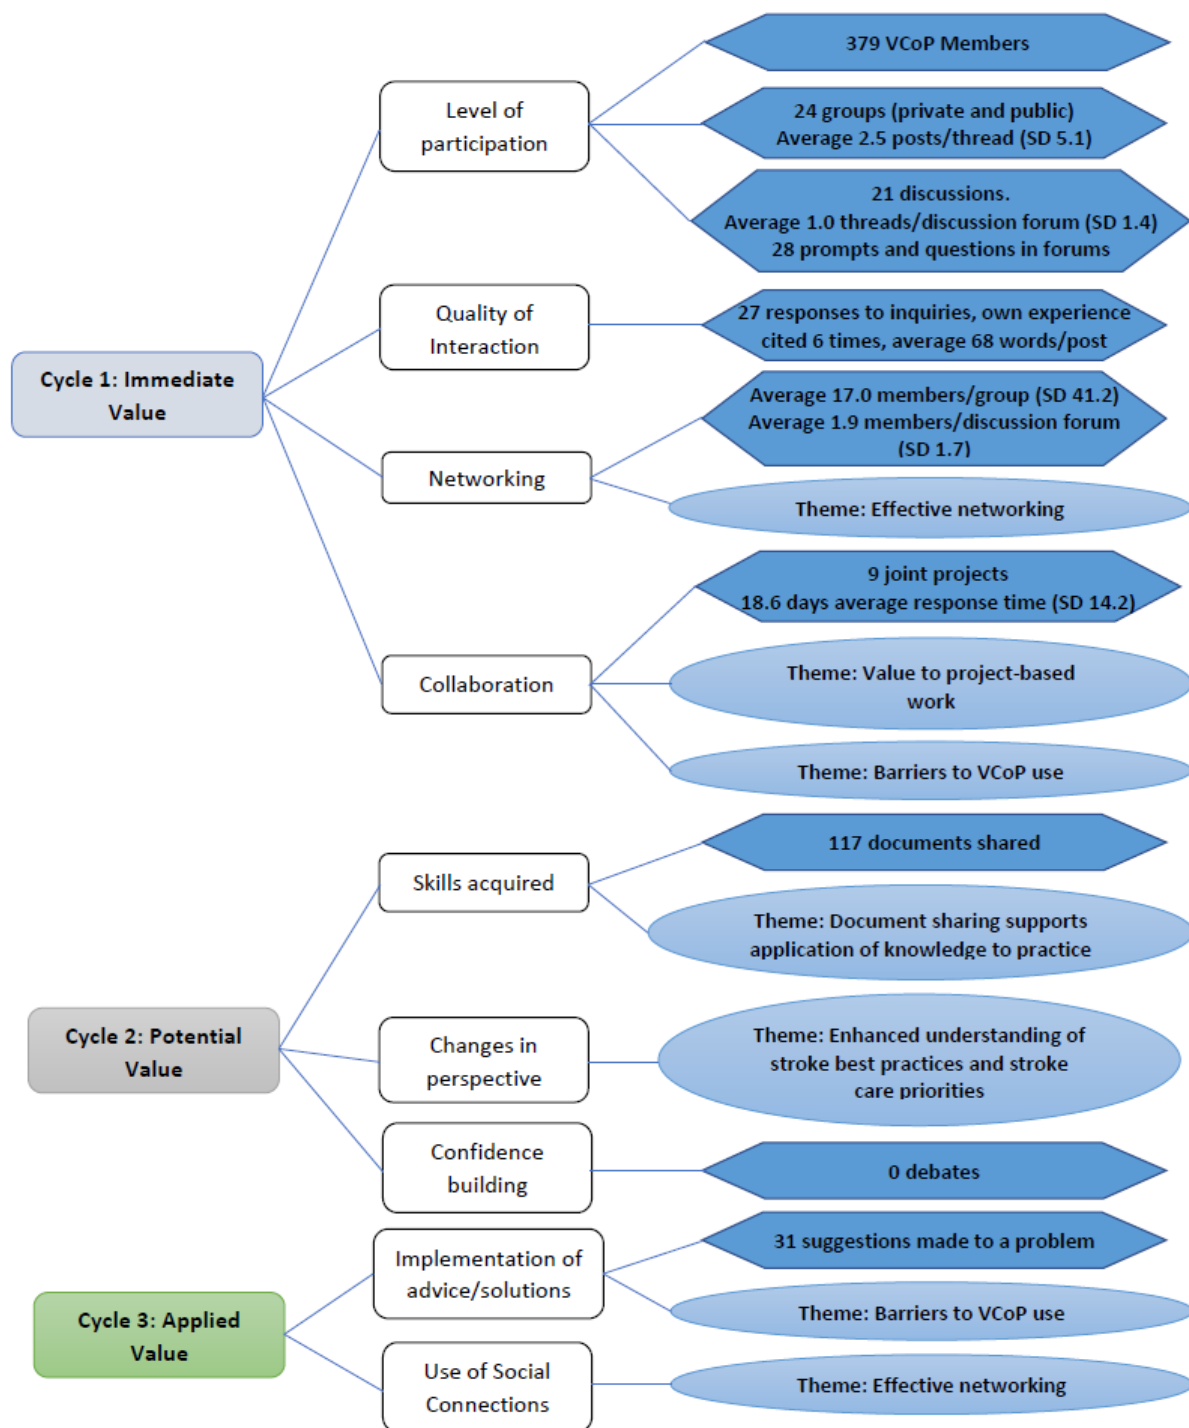 379 VCoP Members
Level of
participation
24 groups (private and public)
Average 2.5 posts/thread (SD 5.1)
21 discussions.
Average 1.0 threads/discussion forum (SD 1.4)
28 prompts and questions in forums
Quality of
Interaction
27 responses to inquiries, own experience
cited 6 times, average 68 words/post
Cycle 1: Immediate
Value
Average 17.0 members/group (SD 41.2)
Average 1.9 members/discussion forum
(SD 1.7)
Networking
Theme: Effective networking
9 joint projects
18.6 days average response time (SD 14.2)
Collaboration
Theme: Value to project-based
work
Theme: Barriers to VCoP use
117 documents shared
Skills acquired
Theme: Document sharing supports
application of knowledge to practice
Cycle 2: Potential
Value
Changes in
perspective
Theme: Enhanced understanding of
stroke best practices and stroke
care priorities
Confidence
building
0 debates
Implementation of
advice/solutions
31 suggestions made to a problem
Theme: Barriers to VCoP use
Cycle 3: Applied
Value
Use of Social
Connections
Theme: Effective networking